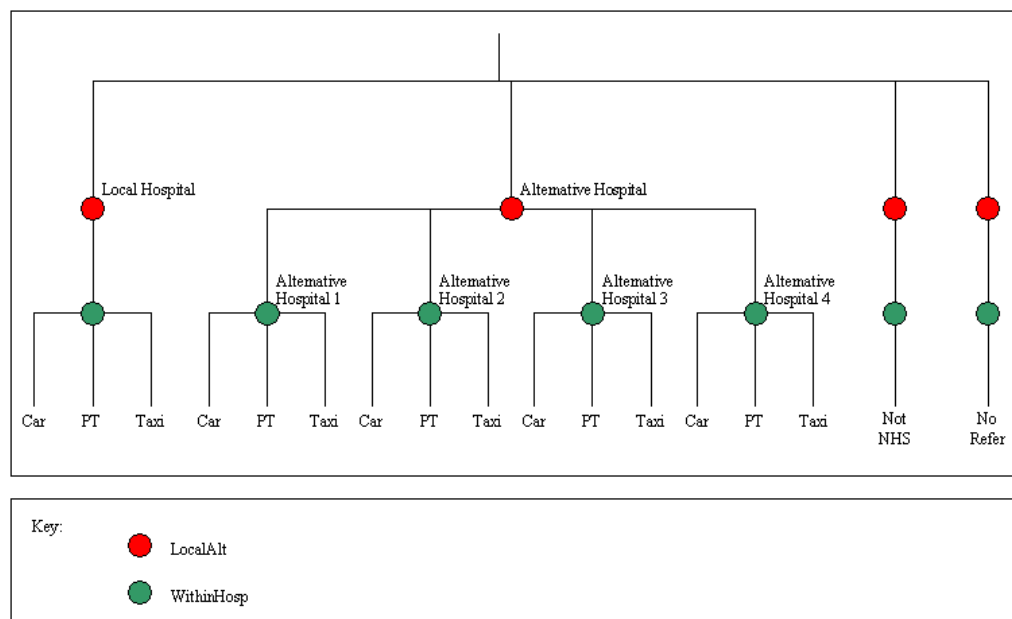 Local Hospital
Alternative Hospital
Alternative
Hospital 1
Alternative
Hospital 2
Alternative
Hospital 3
Alternative
Hospital 4
Car
PT
Taxi
Car
PT
Taxi
Car
PT
Taxi
Car
PT
Taxi
Car
PT
Taxi
Not
NHS
No
Refer
Key:
LocalAlt
WithinHosp